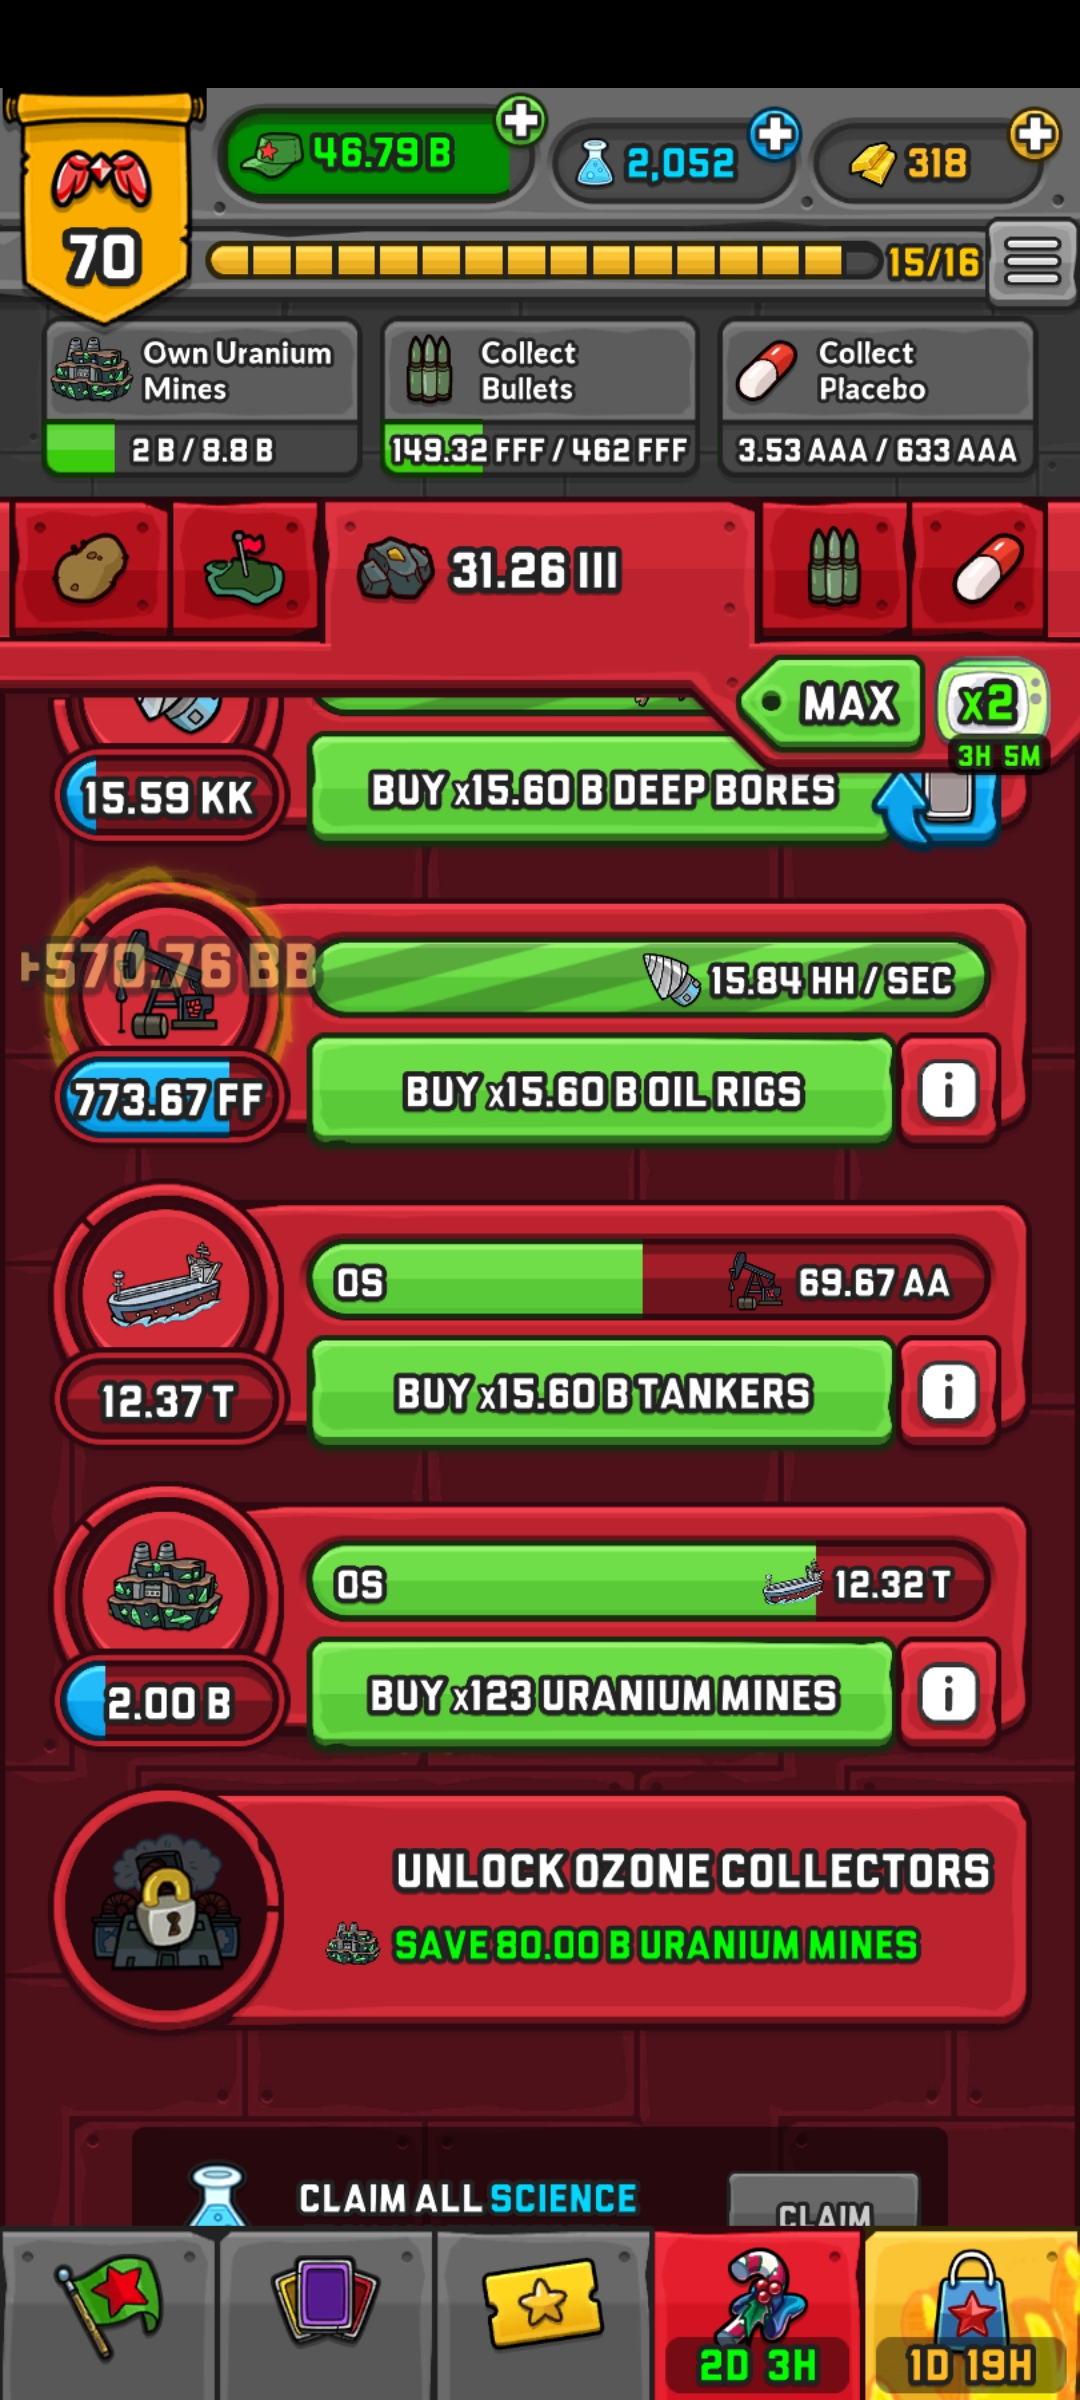 46.79 B
2,052
318
70
15/16
Own Uranium
Mines
2 B / 8.8 B
Collect
Bullets
149.32 FFF / 462 FFF
Collect
Placebo
3.53 AAA / 633 AAA
31.26 III
MAX
x2
3H 5M
15.59 KK
BUY x15.60 B DEEP BORES
+570.76 BB
15.84 HH / SEC
773.67 FF
BUY x15.60 B OIL RIGS
i
0S
69.67 AA
12.37 T
BUY x15.60 B TANKERS
i
0S
12.32 T
2.00 B
BUY x123 URANIUM MINES
i
UNLOCK OZONE COLLECTORS
SAVE 80.00 B URANIUM MINES
CLAIM ALL SCIENCE
CLAIM
2D 3H
1D 19H